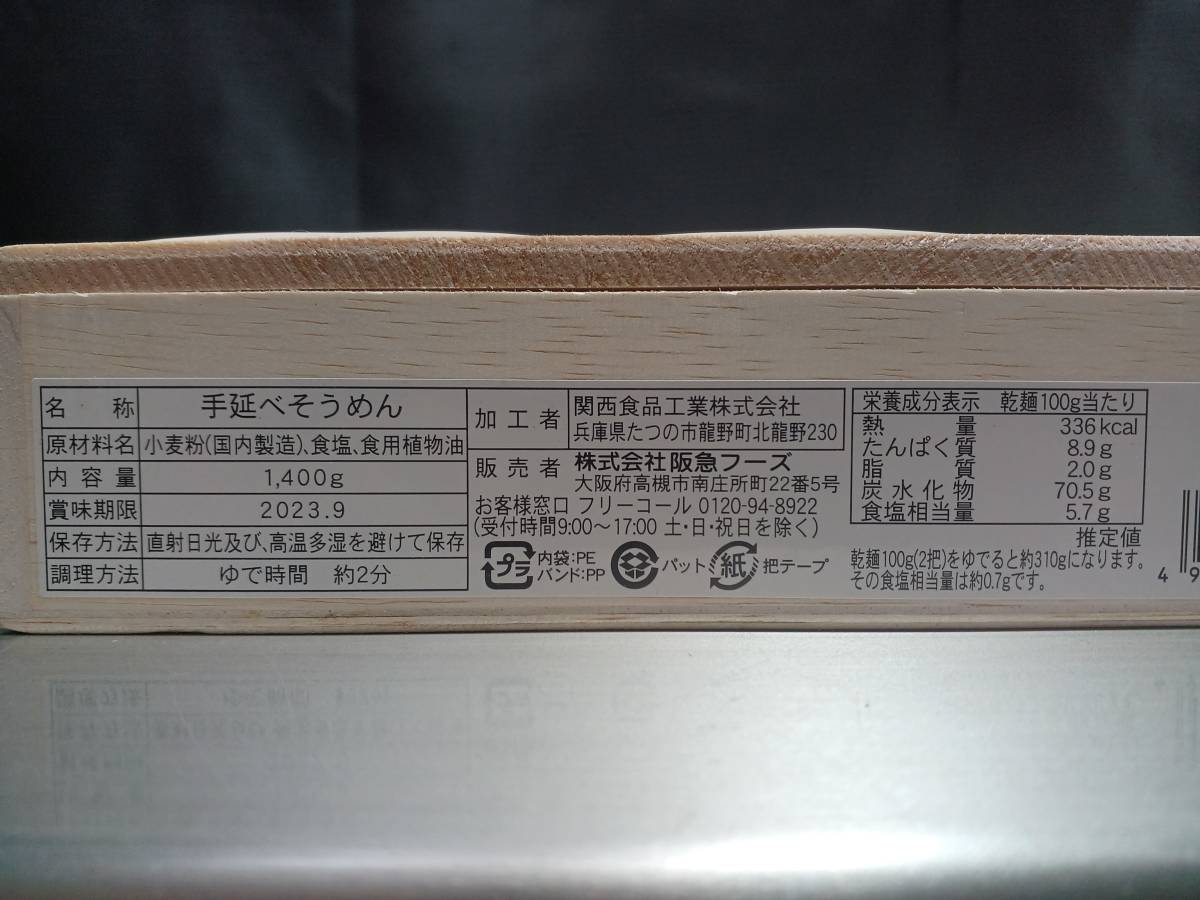 名称 手延べそうめん
原材料名 小麦粉(国内製造)、食塩、食用植物油
内容量 1,400g
賞味期限 2023.9
保存方法 直射日光及び、高温多湿を避けて保存
調理方法 ゆで時間 約2分
加工者 関西食品工業株式会社
兵庫県たつの市龍野町北龍野230
販売者 株式会社阪急フーズ
大阪府高槻市南庄所町22番5号
お客様窓口 フリーコール 0120-94-8922
(受付時間9:00～17:00 土・日・祝日を除く)
プラ 内袋:PE
バンド:PP
パット
紙 把テープ
栄養成分表示 乾麺100g当たり
熱量 336kcal
たんぱく質 8.9g
脂質 2.0g
炭水化物 70.5g
食塩相当量 5.7g
推定値
乾麺100g(2把)をゆでると約310gになります。
その食塩相当量は約0.7gです。
4 9